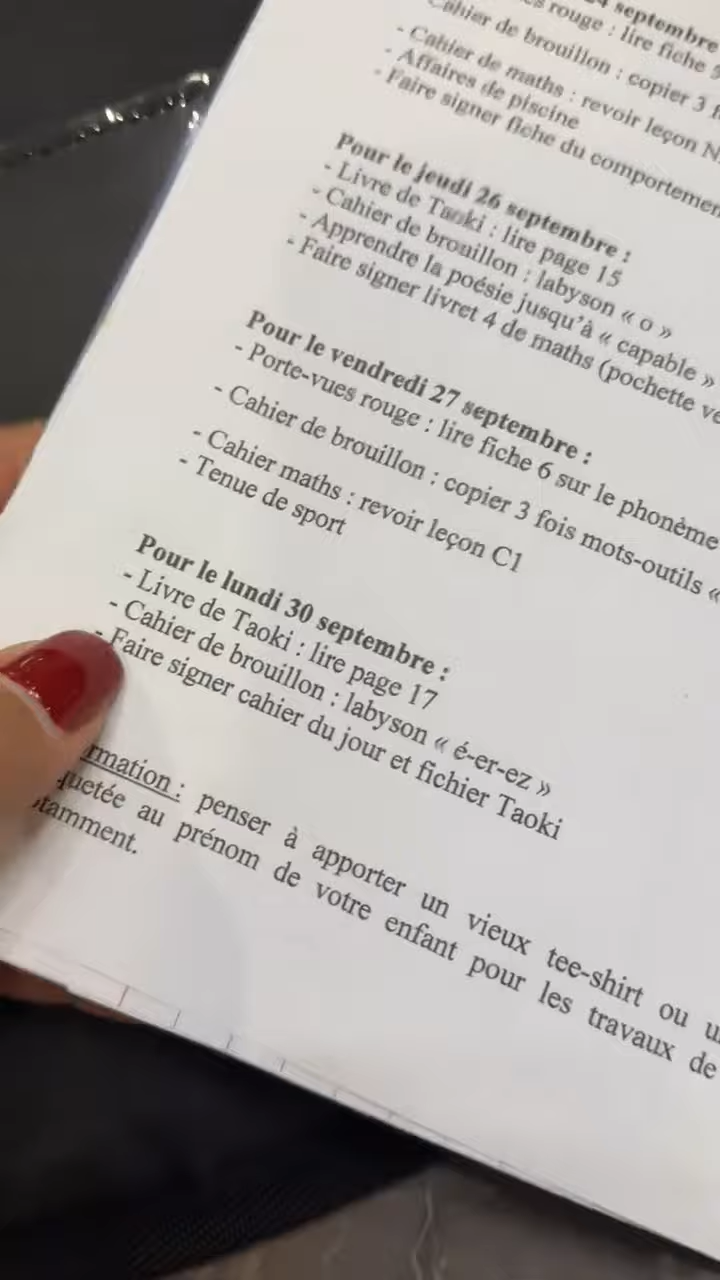 septembre
rouge : lire fiche
Cahier de brouillon : copier 3
- Cahier de maths : revoir leçon
- Affaires de piscine
- Faire signer fiche du comportemen
Pour le jeudi 26 septembre :
- Livre de Taoki : lire page 15
- Cahier de brouillon : labyson « o »
- Apprendre la poésie jusqu'à « capable »
- Faire signer livret 4 de maths (pochette ve
Pour le vendredi 27 septembre :
- Porte-vues rouge : lire fiche 6 sur le phonème
- Cahier de brouillon : copier 3 fois mots-outils «
- Cahier maths : revoir leçon C1
- Tenue de sport
Pour le lundi 30 septembre :
- Livre de Taoki : lire page 17
- Cahier de brouillon : labyson « é-er-ez »
- Faire signer cahier du jour et fichier Taoki
rmation : penser à apporter un vieux tee-shirt ou u
quetée au prénom de votre enfant pour les travaux de
tamment.